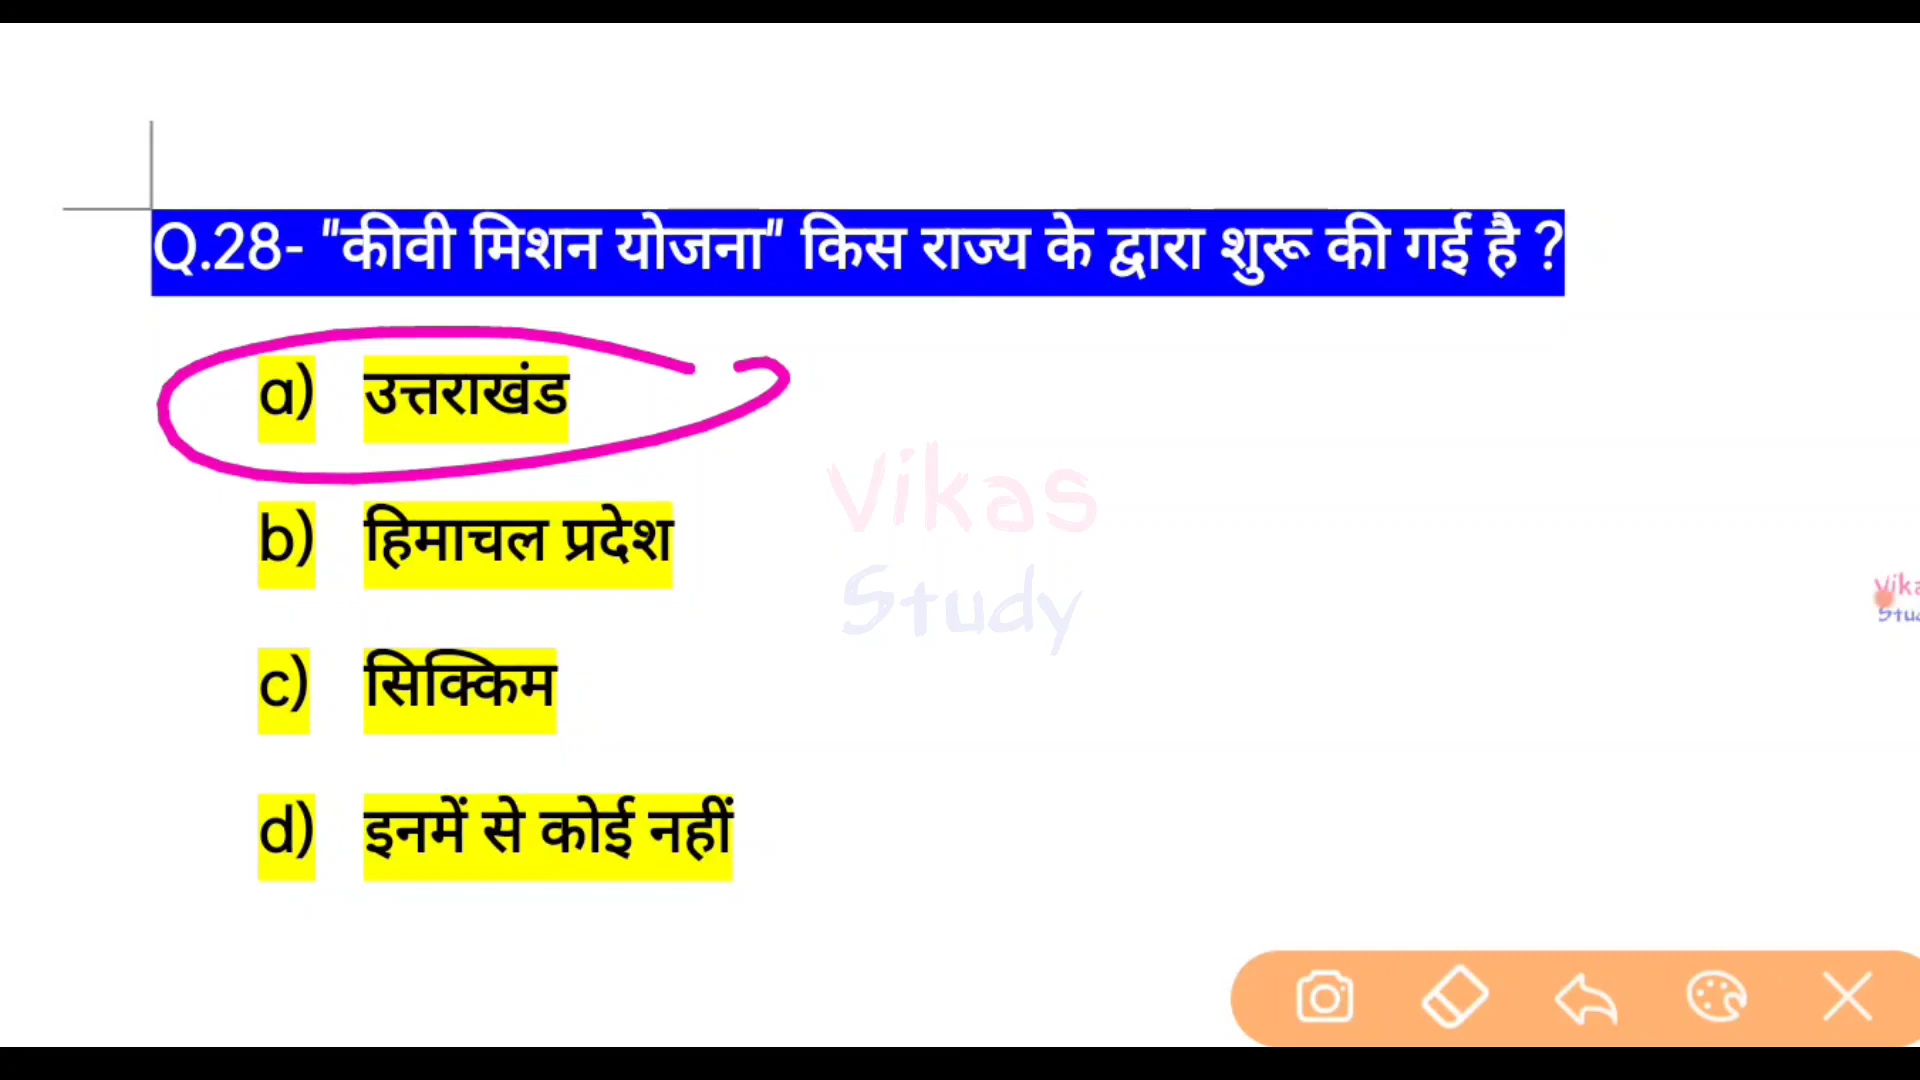 Q.28- "कीवी मिशन योजना" किस राज्य के द्वारा शुरू की गई है ?
a) उत्तराखंड
b) हिमाचल प्रदेश
c) सिक्किम
d) इनमें से कोई नहीं
Vikas
Study